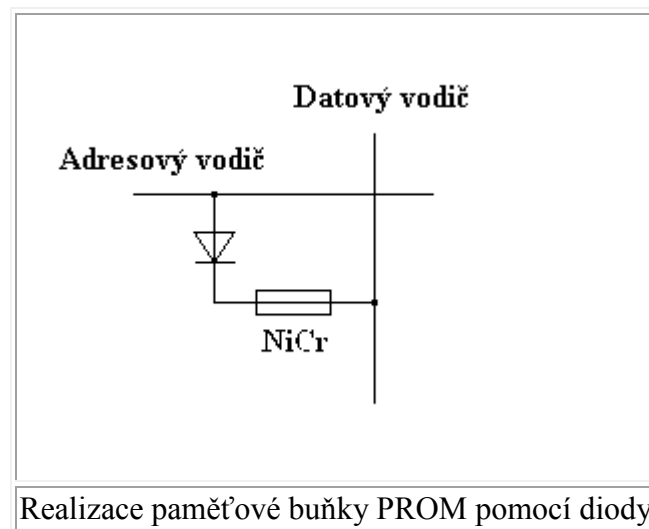 Datový vodič
Adresový vodič
NiCr
Realizace paměťové buňky PROM pomocí diody